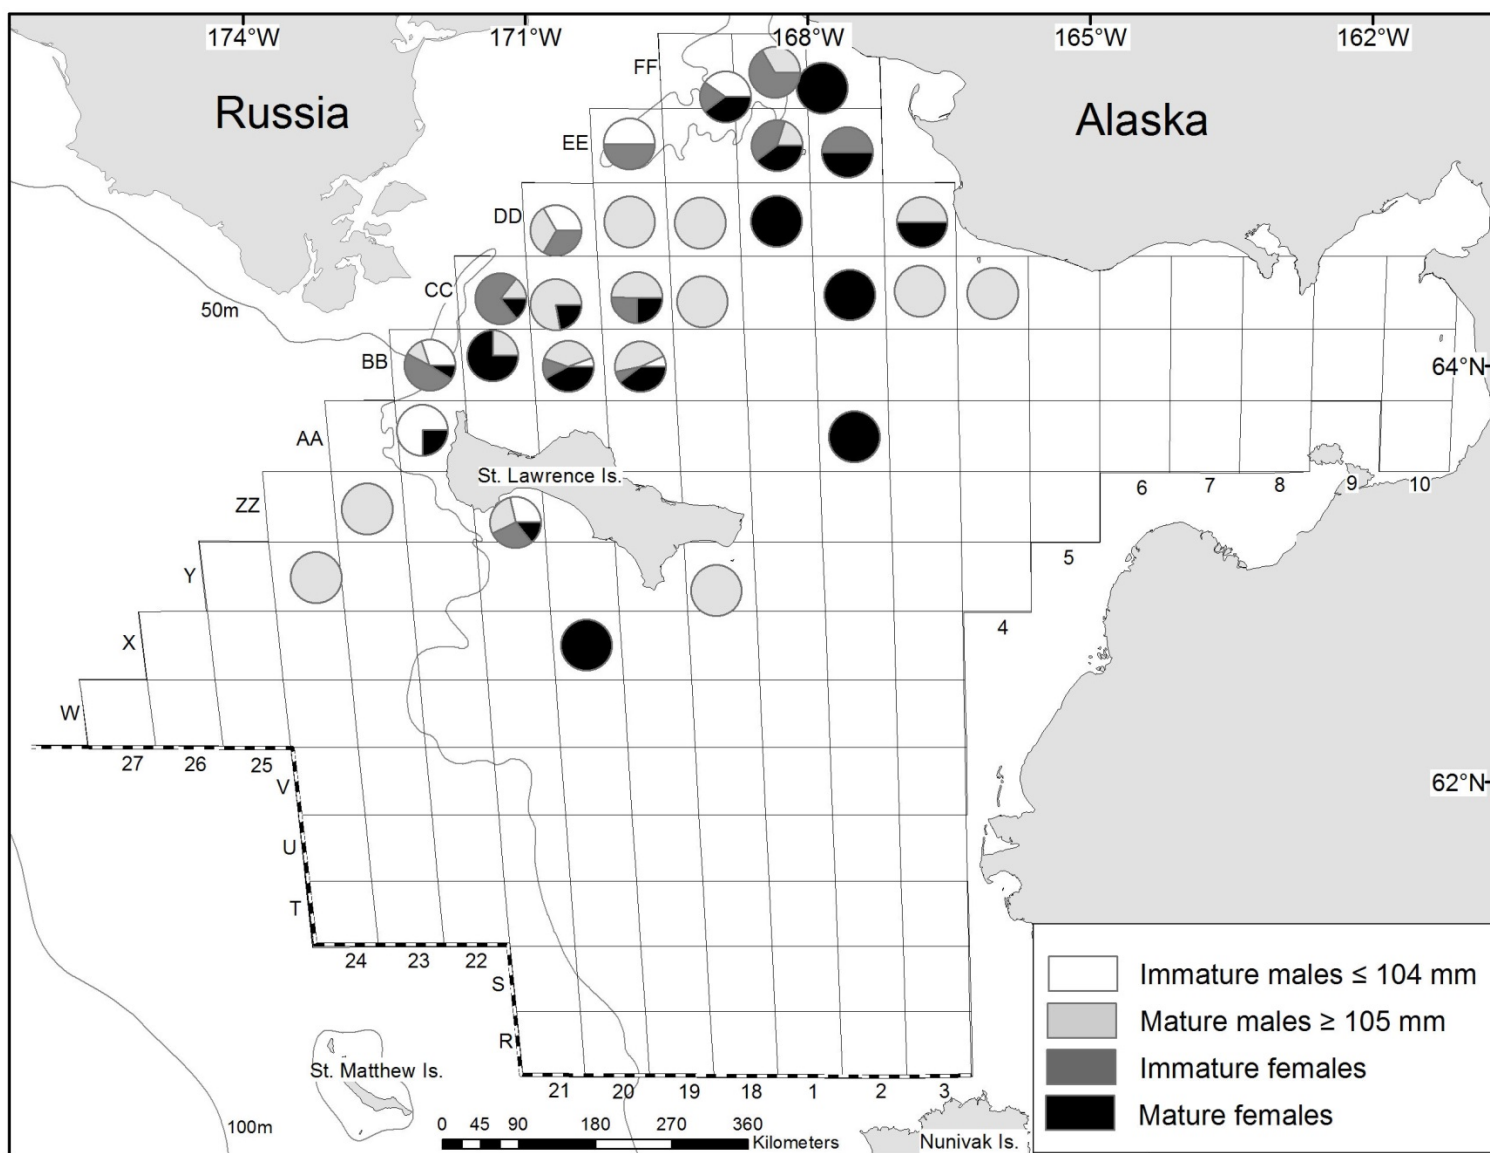 174°W 171°W 168°W 165°W 162°W
FF
Russia Alaska
EE
DD
CC
50m
BB
64°N
AA
St. Lawrence Is.
ZZ
6 7 8 9 10
5
Y
4
X
W
27 26 25
V
62°N
U
T
24 23 22
S
Immature males ≤ 104 mm
Mature males ≥ 105 mm
R
St. Matthew Is.
Immature females
21 20 19 18 1 2 3
Mature females
100m
0 45 90 180 270 360
Kilometers
Nunivak Is.